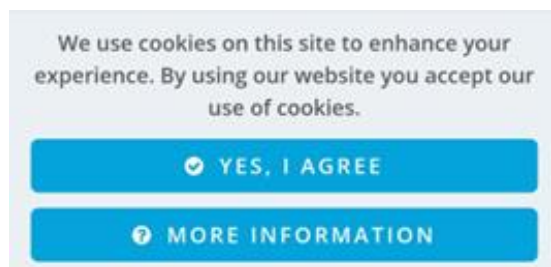 We use cookies on this site to enhance your
experience. By using our website you accept our
use of cookies.
YES, I AGREE
MORE INFORMATION